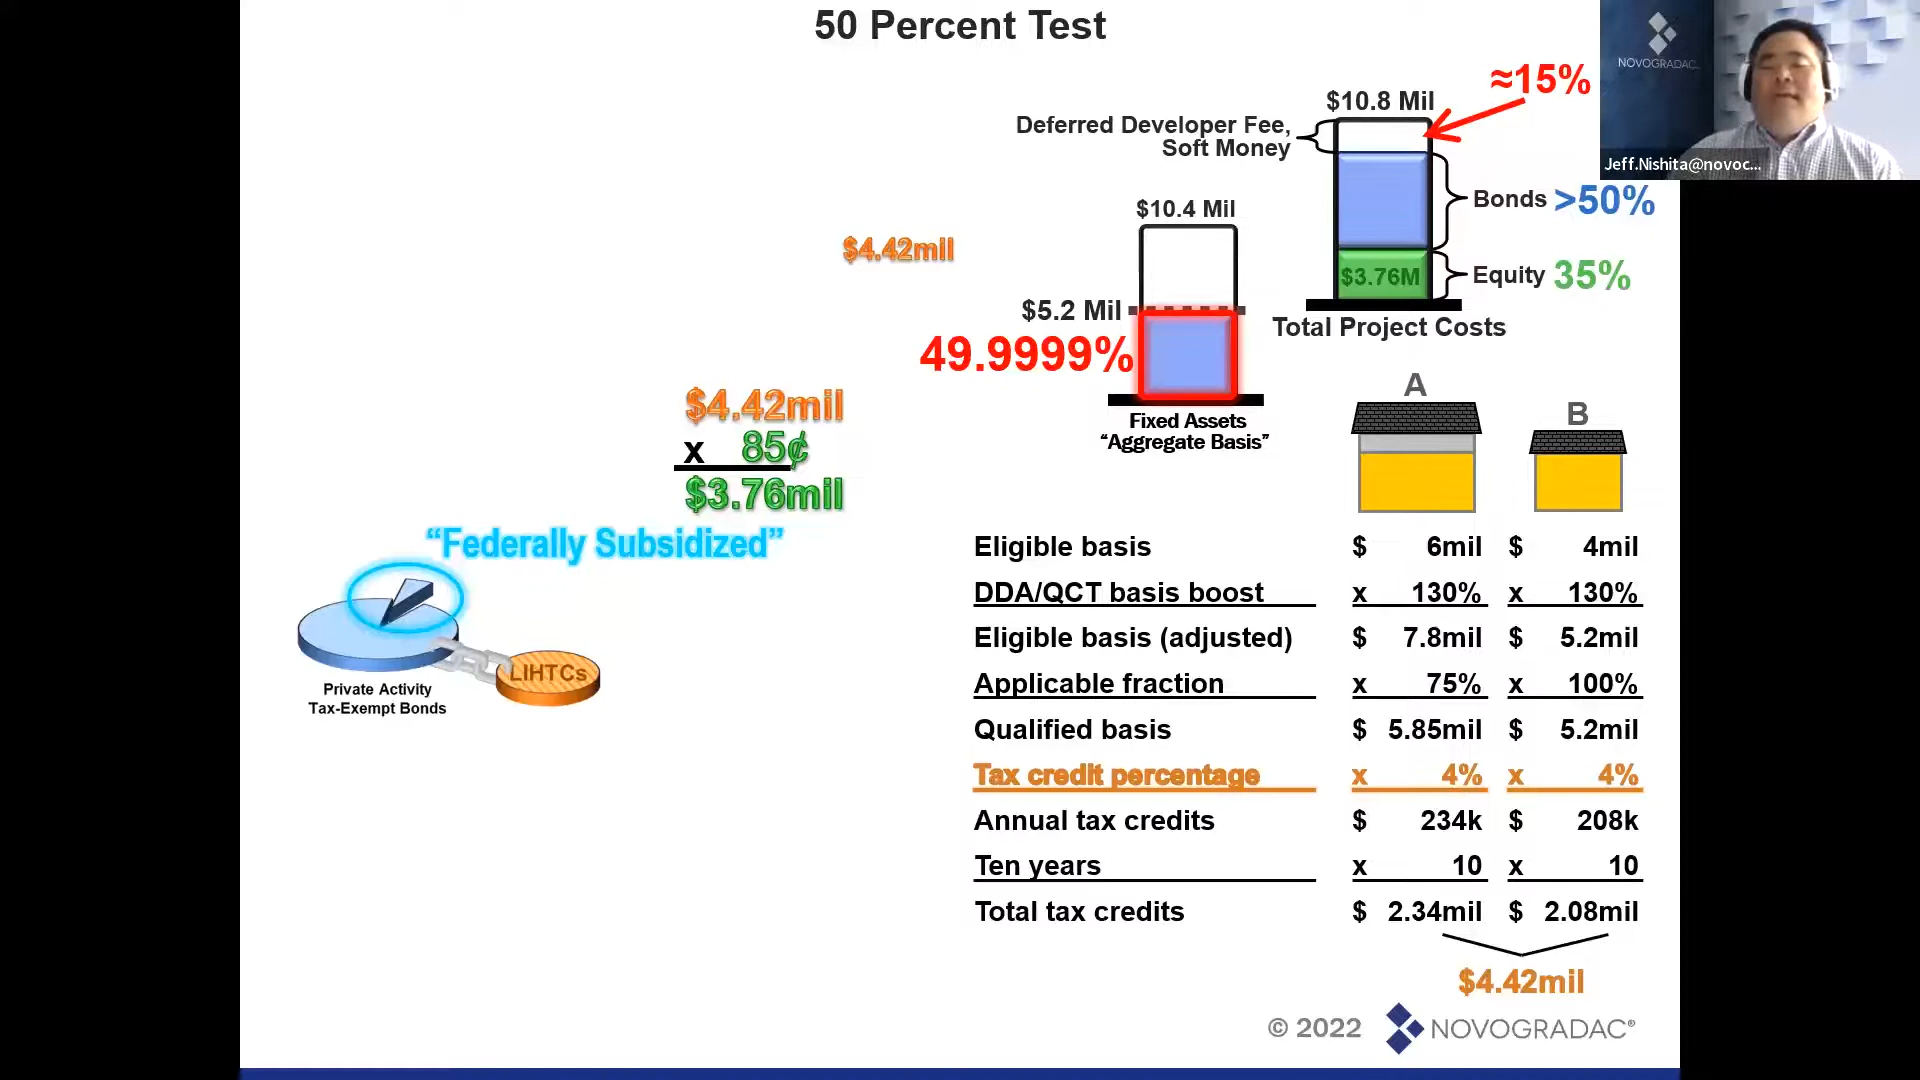 50 Percent Test
NOVOGRADAC
Jeff.Nishita@novoc...
≈15%
$10.8 Mil
Deferred Developer Fee,
Soft Money
Bonds >50%
$3.76M
Equity 35%
Total Project Costs
$10.4 Mil
$4.42mil
$5.2 Mil
49.9999%
Fixed Assets
“Aggregate Basis”
$4.42mil
x 85¢
$3.76mil
“Federally Subsidized”
LIHTCs
Private Activity
Tax-Exempt Bonds
A
B
Eligible basis $ 6mil $ 4mil
DDA/QCT basis boost x 130% x 130%
Eligible basis (adjusted) $ 7.8mil $ 5.2mil
Applicable fraction x 75% x 100%
Qualified basis $ 5.85mil $ 5.2mil
Tax credit percentage x 4% x 4%
Annual tax credits $ 234k $ 208k
Ten years x 10 x 10
Total tax credits $ 2.34mil $ 2.08mil
$4.42mil
© 2022 NOVOGRADAC®